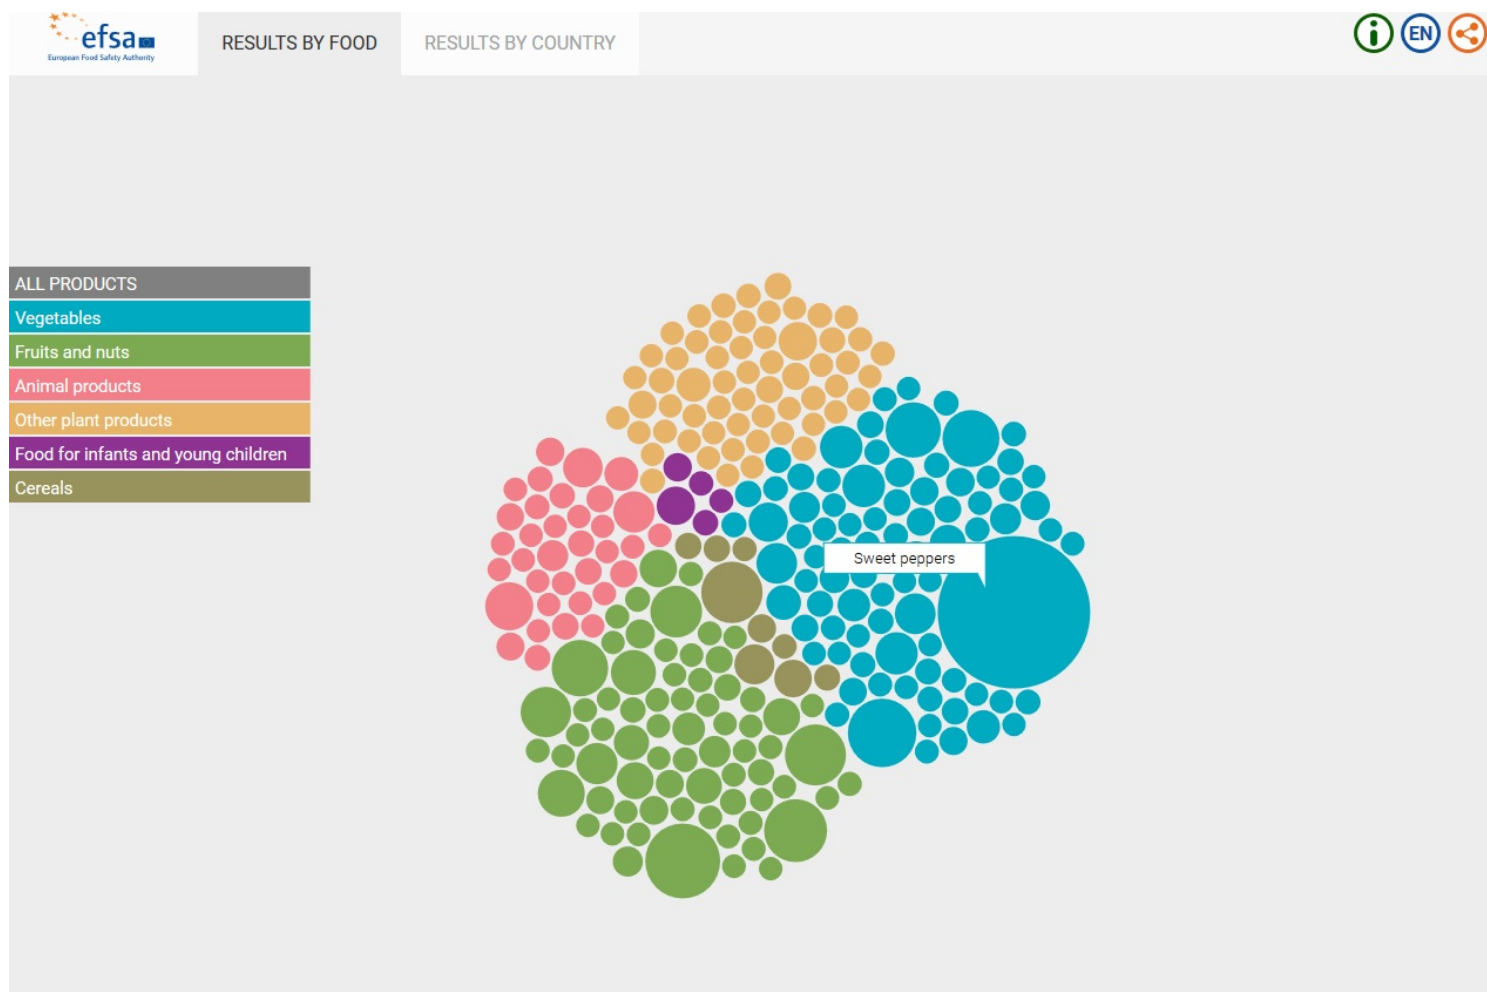 efsa
European Food Safety Authority
RESULTS BY FOOD
RESULTS BY COUNTRY
i
EN
ALL PRODUCTS
Vegetables
Fruits and nuts
Animal products
Other plant products
Food for infants and young children
Cereals
Sweet peppers